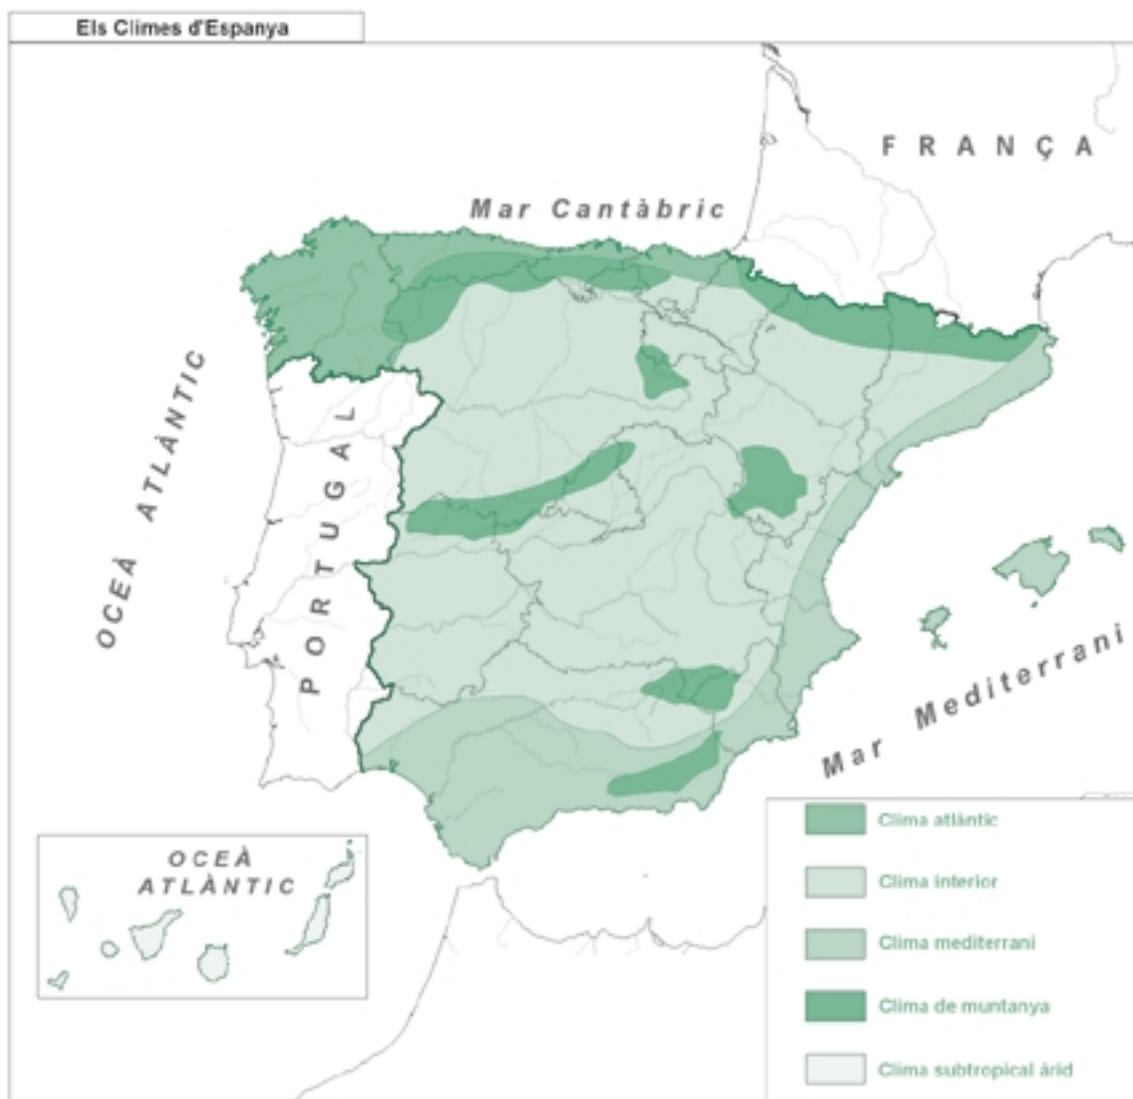 Els Climes d'Espanya
FRANÇA
Mar Cantàbric
OCEÀ ATLÀNTIC
PORTUGAL
Mar Mediterrani
OCEÀ
ATLÀNTIC
Clima atlàntic
Clima interior
Clima mediterrani
Clima de muntanya
Clima subtropical àrid